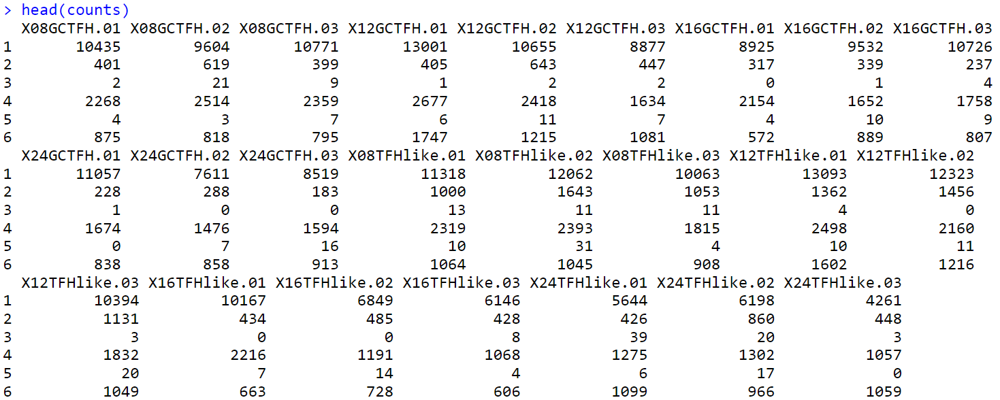 > head(counts)
X08GCTFH.01 X08GCTFH.02 X08GCTFH.03 X12GCTFH.01 X12GCTFH.02 X12GCTFH.03 X16GCTFH.01 X16GCTFH.02 X16GCTFH.03
1 10435 9604 10771 13001 10655 8877 8925 9532 10726
2 401 619 399 405 643 447 317 339 237
3 2 21 9 1 2 2 0 1 4
4 2268 2514 2359 2677 2418 1634 2154 1652 1758
5 4 3 7 6 11 7 4 10 9
6 875 818 795 1747 1215 1081 572 889 807
X24GCTFH.01 X24GCTFH.02 X24GCTFH.03 X08TFHlike.01 X08TFHlike.02 X08TFHlike.03 X12TFHlike.01 X12TFHlike.02
1 11057 7611 8519 11318 12062 10063 13093 12323
2 228 288 183 1000 1643 1053 1362 1456
3 1 0 0 13 11 11 4 0
4 1674 1476 1594 2319 2393 1815 2498 2160
5 0 7 16 10 31 4 10 11
6 838 858 913 1064 1045 908 1602 1216
X12TFHlike.03 X16TFHlike.01 X16TFHlike.02 X16TFHlike.03 X24TFHlike.01 X24TFHlike.02 X24TFHlike.03
1 10394 10167 6849 6146 5644 6198 4261
2 1131 434 485 428 426 860 448
3 3 0 0 8 39 20 3
4 1832 2216 1191 1068 1275 1302 1057
5 20 7 14 4 6 17 0
6 1049 663 728 606 1099 966 1059